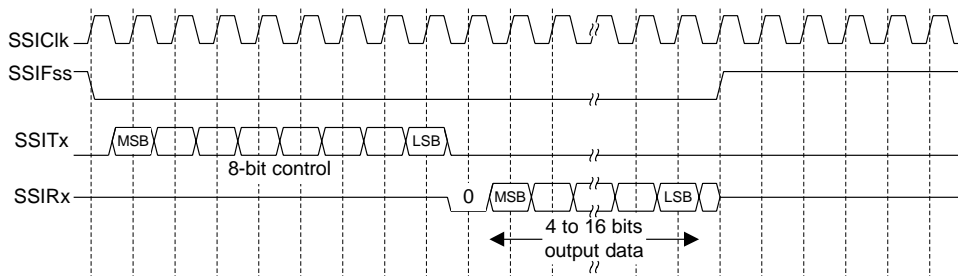 SSIClk
SSIFss
SSITx
MSB
LSB
8-bit control
SSIRx
0
MSB
LSB
4 to 16 bits
output data